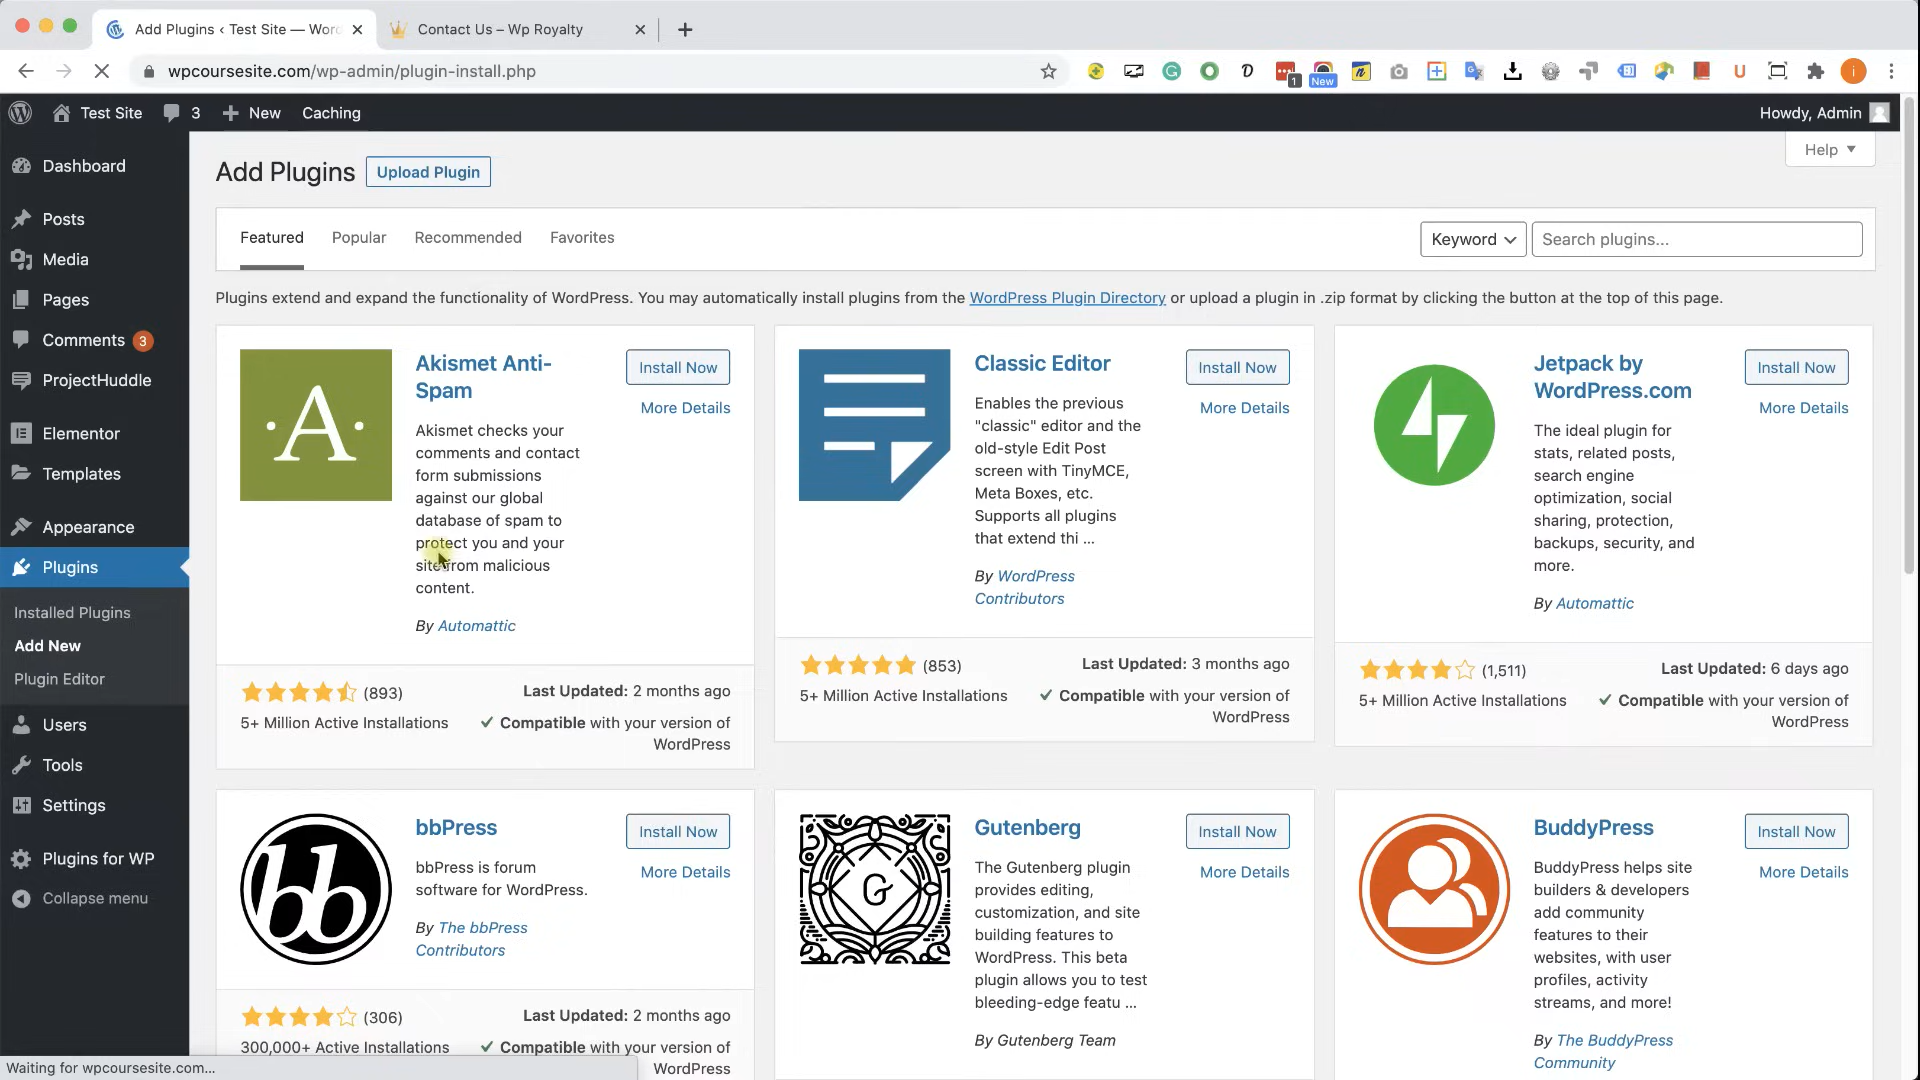 Add Plugins ‹ Test Site — Wor
Contact Us – Wp Royalty
wpcoursesite.com/wp-admin/plugin-install.php
1
New
Test Site
3
New
Caching
Howdy, Admin
Dashboard
Posts
Media
Pages
Comments 3
ProjectHuddle
Elementor
Templates
Appearance
Plugins
Installed Plugins
Add New
Plugin Editor
Users
Tools
Settings
Plugins for WP
Collapse menu
Add Plugins
Upload Plugin
Help
Featured
Popular
Recommended
Favorites
Keyword
Search plugins...
Plugins extend and expand the functionality of WordPress. You may automatically install plugins from the WordPress Plugin Directory or upload a plugin in .zip format by clicking the button at the top of this page.
A
Akismet Anti-
Spam
Install Now
More Details
Akismet checks your
comments and contact
form submissions
against our global
database of spam to
protect you and your
site from malicious
content.
By Automattic
(893)
Last Updated: 2 months ago
5+ Million Active Installations
Compatible with your version of
WordPress
Classic Editor
Install Now
More Details
Enables the previous
"classic" editor and the
old-style Edit Post
screen with TinyMCE,
Meta Boxes, etc.
Supports all plugins
that extend thi ...
By WordPress
Contributors
(853)
Last Updated: 3 months ago
5+ Million Active Installations
Compatible with your version of
WordPress
Jetpack by
WordPress.com
Install Now
More Details
The ideal plugin for
stats, related posts,
search engine
optimization, social
sharing, protection,
backups, security, and
more.
By Automattic
(1,511)
Last Updated: 6 days ago
5+ Million Active Installations
Compatible with your version of
WordPress
bb
bbPress
Install Now
More Details
bbPress is forum
software for WordPress.
By The bbPress
Contributors
(306)
Last Updated: 2 months ago
300,000+ Active Installations
Compatible with your version of
WordPress
G
Gutenberg
Install Now
More Details
The Gutenberg plugin
provides editing,
customization, and site
building features to
WordPress. This beta
plugin allows you to test
bleeding-edge featu ...
By Gutenberg Team
BuddyPress
Install Now
More Details
BuddyPress helps site
builders & developers
add community
features to their
websites, with user
profiles, activity
streams, and more!
By The BuddyPress
Community
Waiting for wpcoursesite.com...